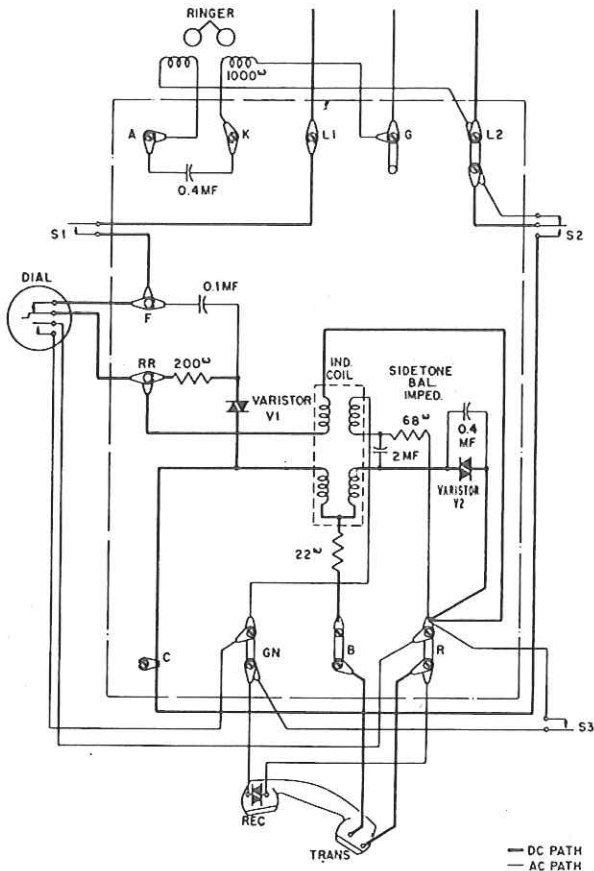 RINGER
1000ω
A
K
L1
G
L2
0.4MF
S1
S2
DIAL
0.1MF
F
RR
200ω
IND.
COIL
SIDETONE
BAL.
IMPED.
VARISTOR
V1
68ω
0.4
MF
2MF
VARISTOR
V2
22ω
C
GN
B
R
S3
REC
TRANS
DC PATH
AC PATH